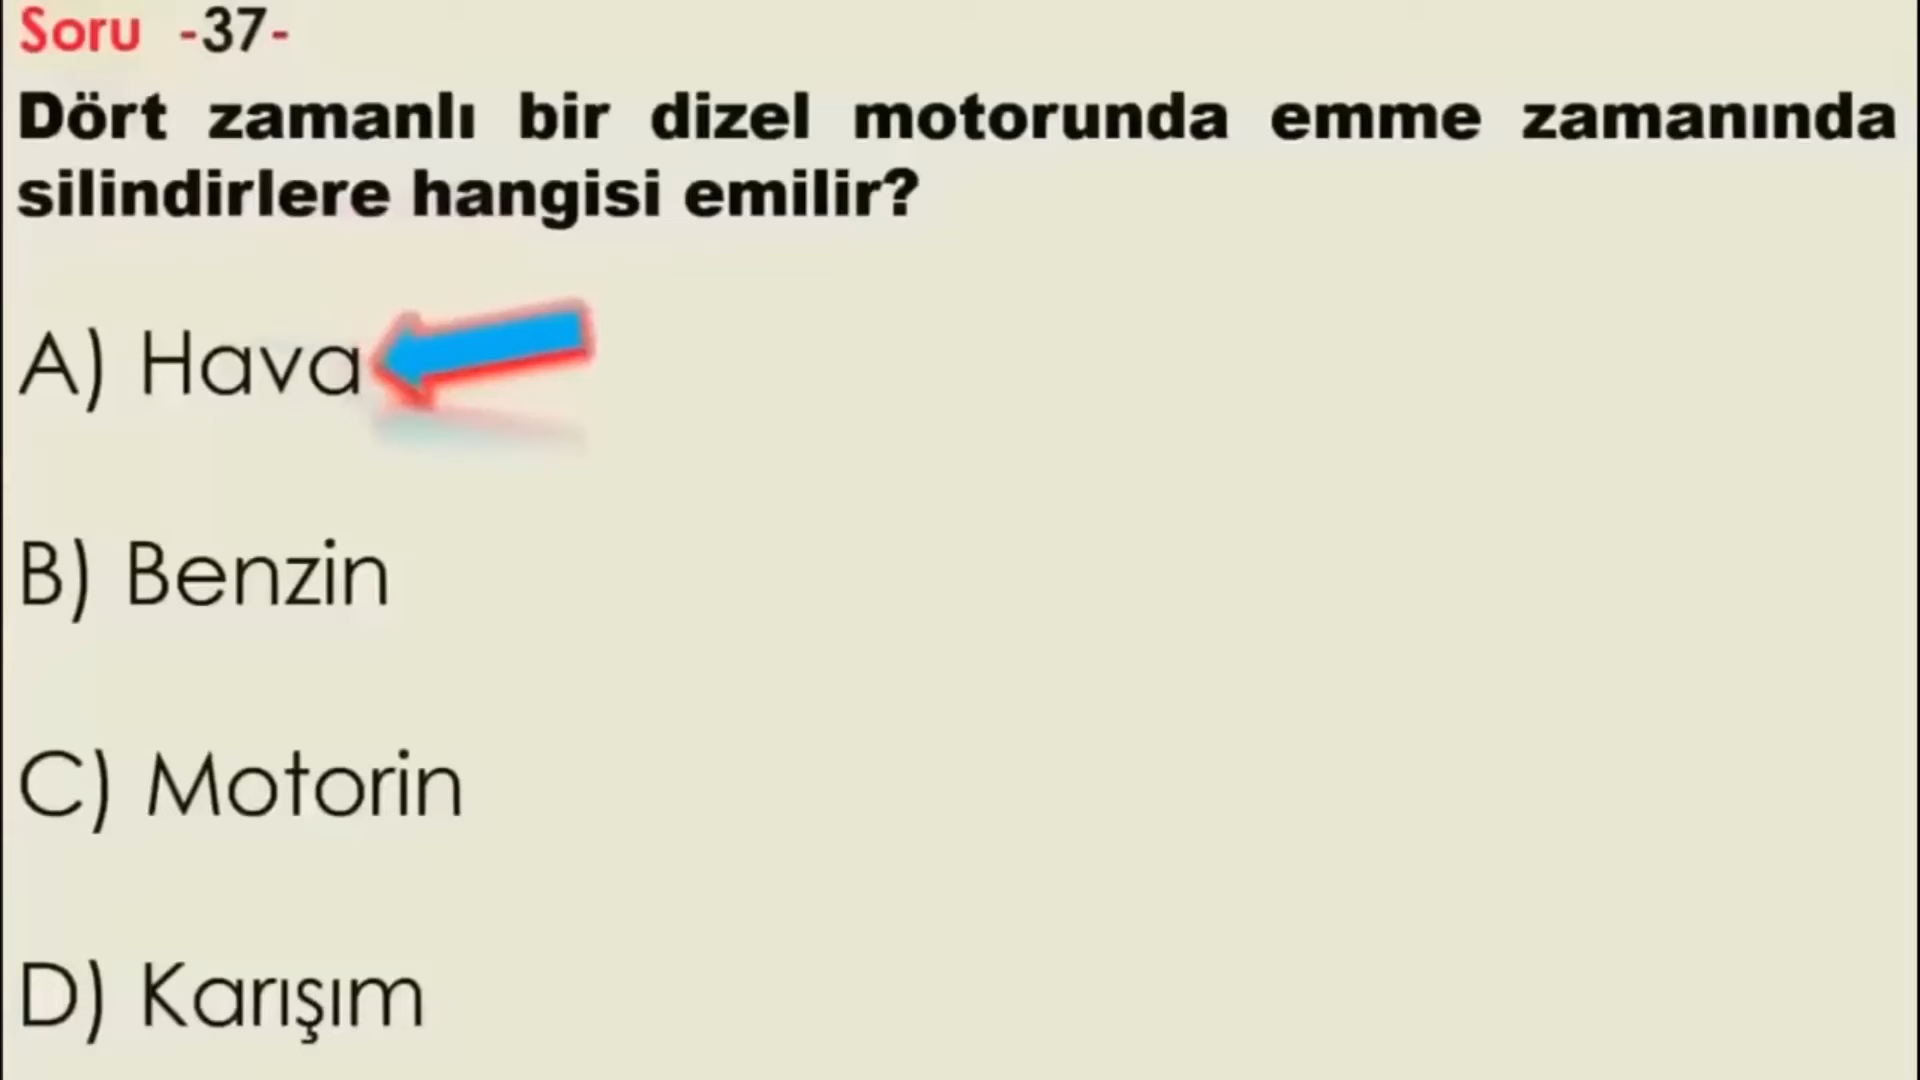 Soru -37-
Dört zamanlı bir dizel motorunda emme zamanında
silindirlere hangisi emilir?
A) Hava
B) Benzin
C) Motorin
D) Karışım